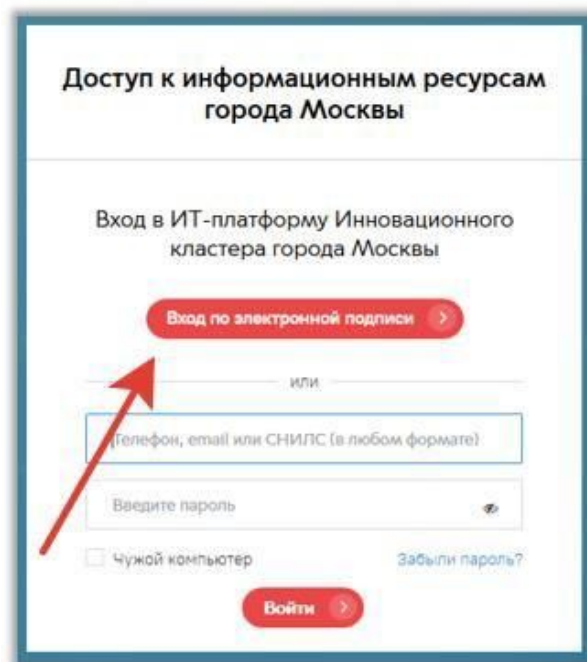 Доступ к информационным ресурсам
города Москвы
Вход в ИТ-платформу Инновационного
кластера города Москвы
Вход по электронной подписи
или
Телефон, email или СНИЛС (в любом формате)
Введите пароль
Чужой компьютер
Забыли пароль?
Войти